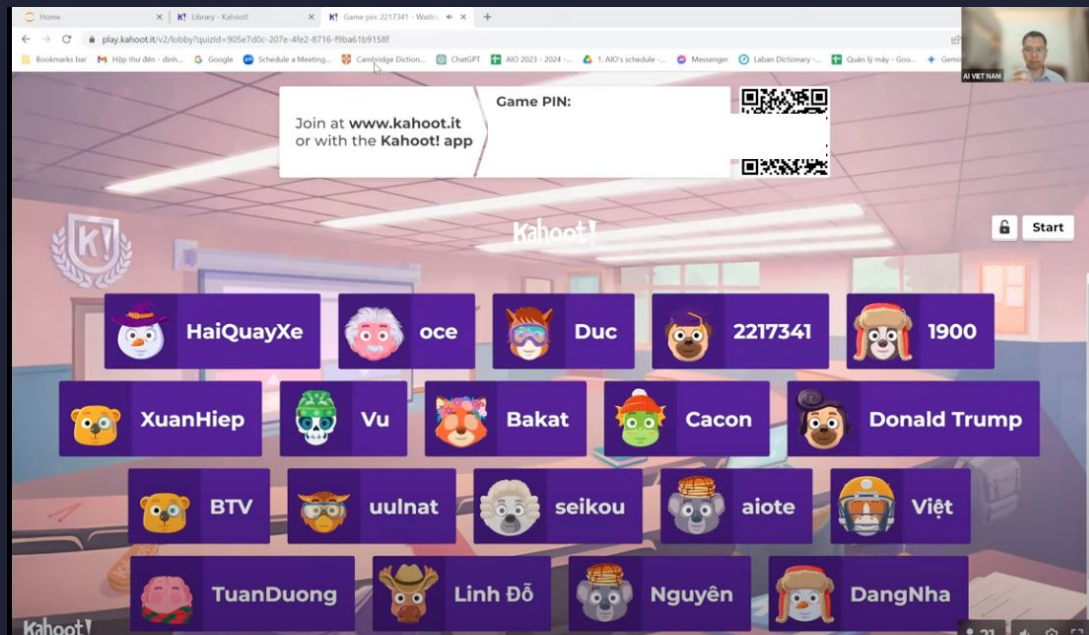 Home
K! Library - Kahoot!
K! Game pin: 2217341 - Waitin
play.kahoot.it/v2/lobby?quizId=905e7d0c-207e-4fe2-8716-f9ba61b9158f
Bookmarks bar
Hộp thư đến - dinh...
Google
Schedule a Meeting...
Cambridge Diction...
ChatGPT
AIO 2023 - 2024 -...
1. AIO's schedule -...
Messenger
Laban Dictionary -...
Quản lý máy - Goo...
Gemi
AI VIET NAM
Join at www.kahoot.it
or with the Kahoot! app
Game PIN:
K!
Kahoot!
Start
HaiQuayXe
oce
Duc
2217341
1900
XuanHiep
Vu
Bakat
Cacon
Donald Trump
BTV
uulnat
seikou
aiote
Việt
TuanDuong
Linh Đỗ
Nguyên
DangNha
Kahoot!
21